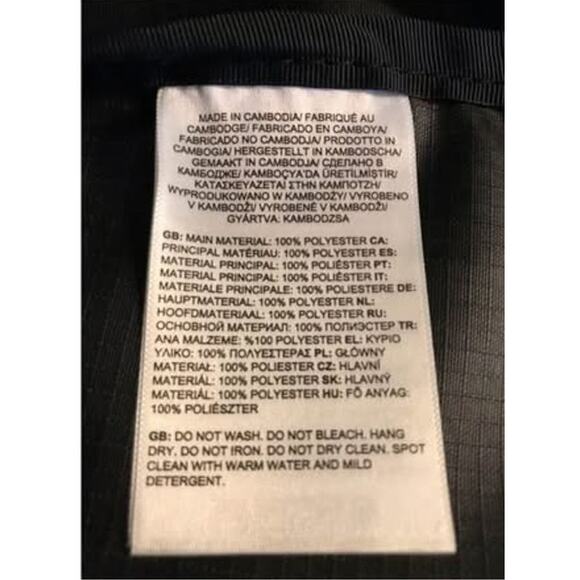 MADE IN CAMBODIA/ FABRIQUÉ AU
CAMBODGE/ FABRICADO EN CAMBOYA/
FABRICADO NO CAMBODJA/ PRODOTTO IN
CAMBOGIA/ HERGESTELLT IN KAMBODSCHA/
GEMAAKT IN CAMBODJA/ СДЕЛАНО В
КАМБОДЖЕ/ KAMBOÇYA'DA ÜRETİLMİŞTİR/
ΚΑΤΑΣΚΕΥΑΖΕΤΑΙ ΣΤΗΝ ΚΑΜΠΟΤΖΗ/
WYPRODUKOWANO W KAMBODŻY/ VYROBENO
V KAMBODŽI/ VYROBENÉ V KAMBODŽI/
GYÁRTVA: KAMBODZSA
GB: MAIN MATERIAL: 100% POLYESTER CA:
PRINCIPAL MATÉRIAU: 100% POLYESTER ES:
MATERIAL PRINCIPAL: 100% POLIÉSTER PT:
MATERIAL PRINCIPAL: 100% POLIÉSTER IT:
MATERIALE PRINCIPALE: 100% POLIESTERE DE:
HAUPTMATERIAL: 100% POLYESTER NL:
HOOFDMATERIAAL: 100% POLYESTER RU:
ОСНОВНОЙ МАТЕРИАЛ: 100% ПОЛИЭСТЕР TR:
ANA MALZEME: %100 POLYESTER EL: ΚΥΡΙΟ
ΥΛΙΚΟ: 100% ΠΟΛΥΕΣΤΕΡΑΣ PL: GŁÓWNY
MATERIAŁ: 100% POLIESTER CZ: HLAVNÍ
MATERIÁL: 100% POLYESTER SK: HLAVNÝ
MATERIÁL: 100% POLYESTER HU: FŐ ANYAG:
100% POLIÉSZTER
GB: DO NOT WASH. DO NOT BLEACH. HANG
DRY. DO NOT IRON. DO NOT DRY CLEAN. SPOT
CLEAN WITH WARM WATER AND MILD
DETERGENT.